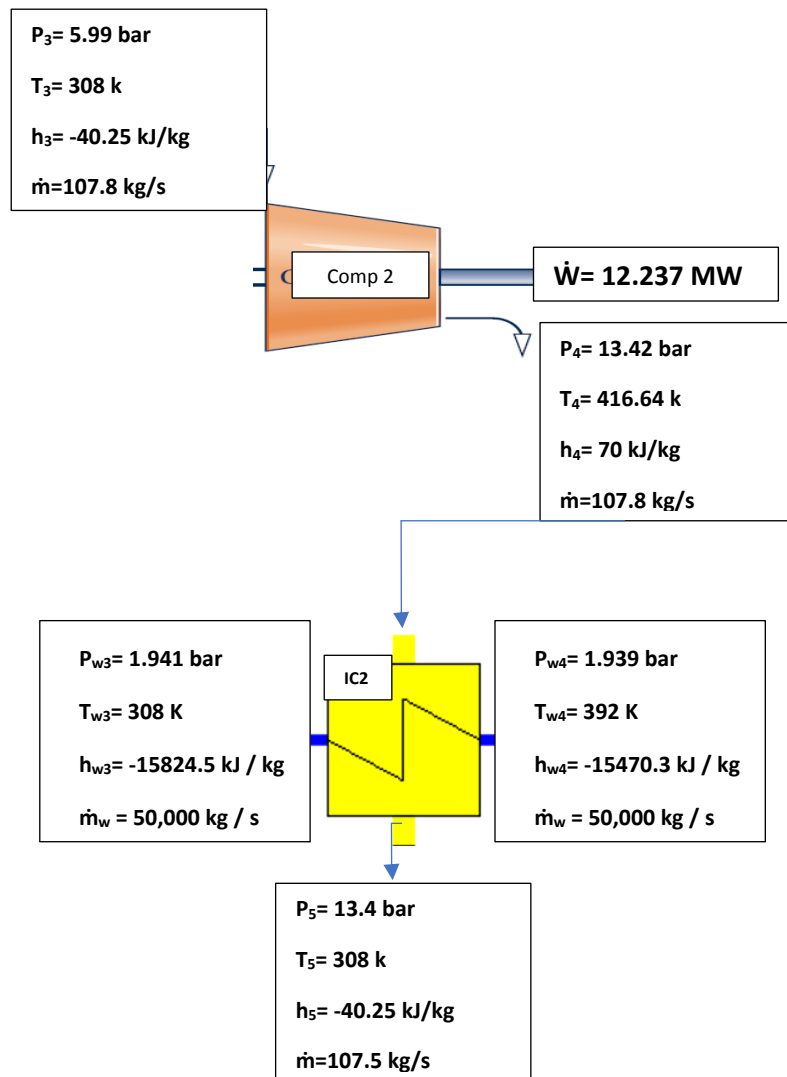 P3= 5.99 bar
T3= 308 k
h3= -40.25 kJ/kg
ṁ=107.8 kg/s
C
Comp 2
Ẇ= 12.237 MW
P4= 13.42 bar
T4= 416.64 k
h4= 70 kJ/kg
ṁ=107.8 kg/s
Pw3= 1.941 bar
Tw3= 308 K
hw3= -15824.5 kJ / kg
ṁw = 50,000 kg / s
IC2
Pw4= 1.939 bar
Tw4= 392 K
hw4= -15470.3 kJ / kg
ṁw = 50,000 kg / s
P5= 13.4 bar
T5= 308 k
h5= -40.25 kJ/kg
ṁ=107.5 kg/s